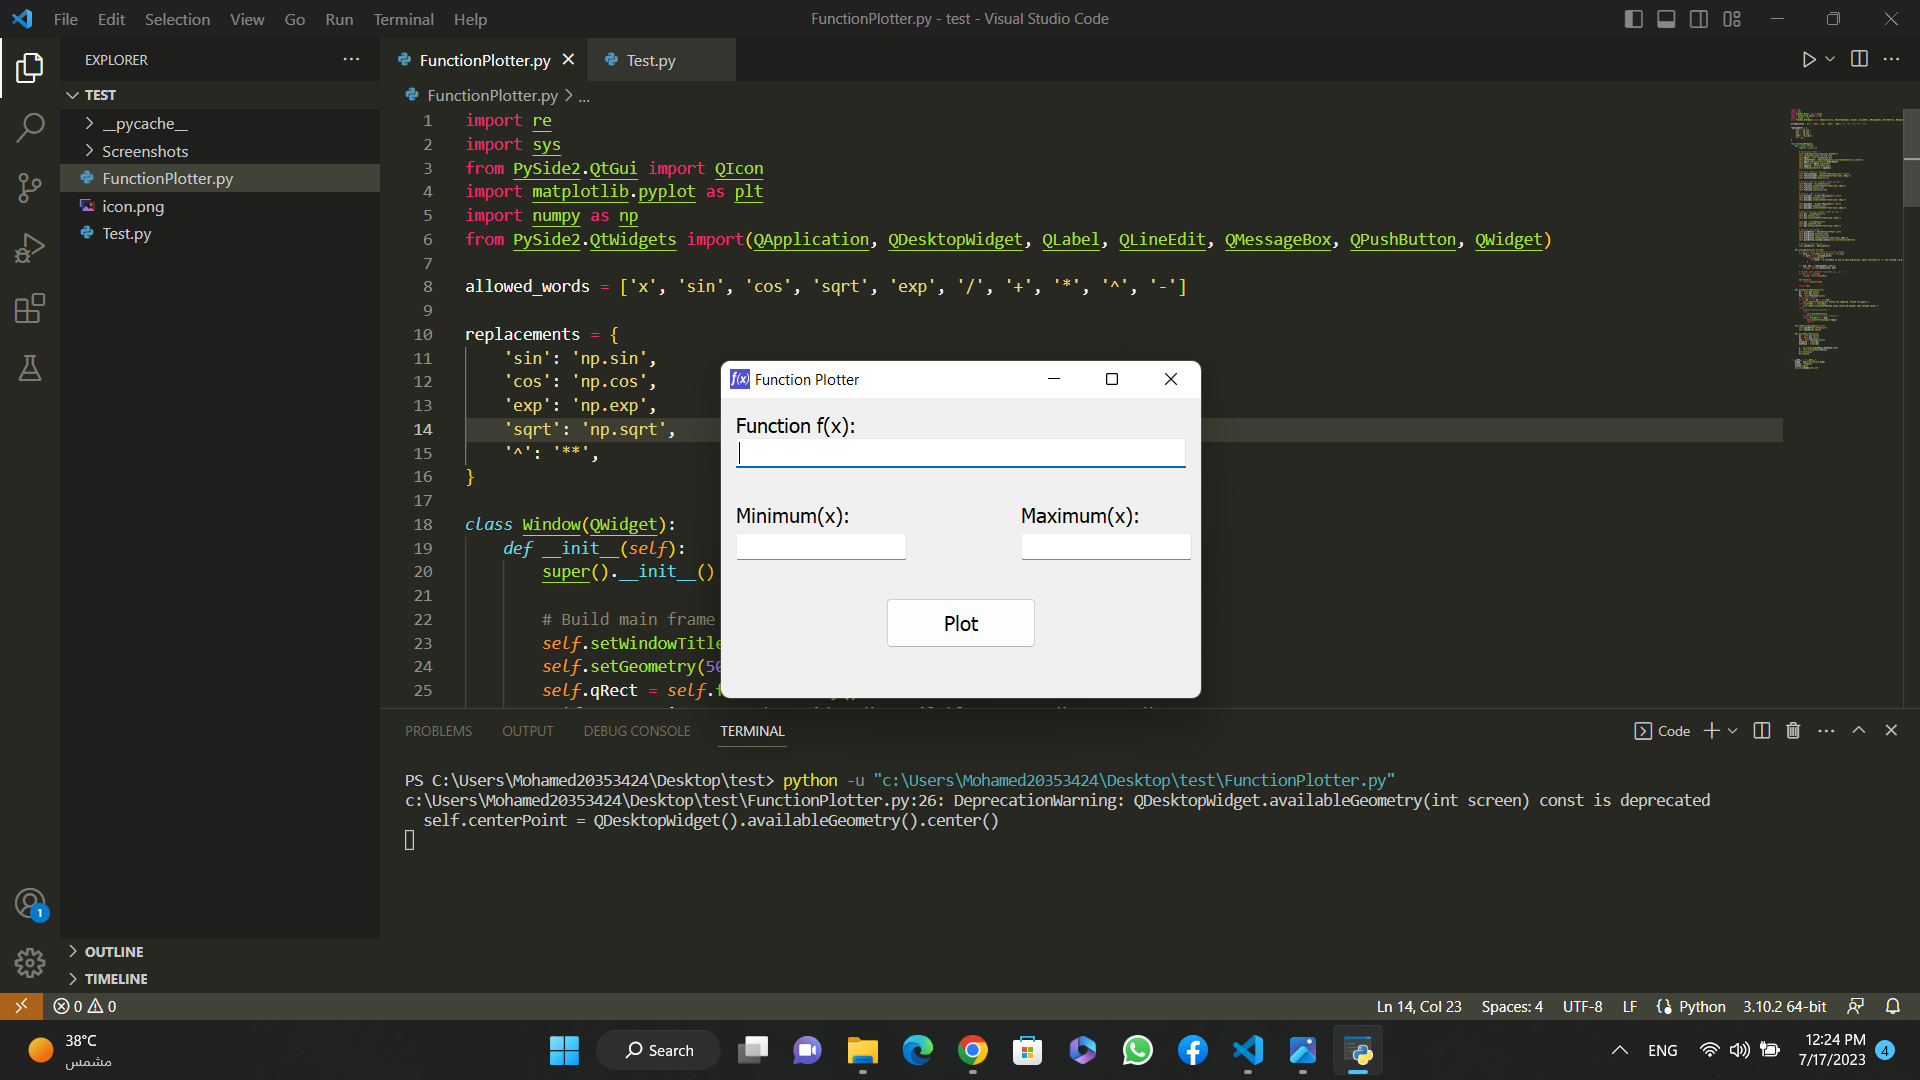 File Edit Selection View Go Run Terminal Help
FunctionPlotter.py - test - Visual Studio Code
EXPLORER
TEST
__pycache__
Screenshots
FunctionPlotter.py
icon.png
Test.py
OUTLINE
TIMELINE
FunctionPlotter.py
Test.py
FunctionPlotter.py > ...
1 import re
2 import sys
3 from PySide2.QtGui import QIcon
4 import matplotlib.pyplot as plt
5 import numpy as np
6 from PySide2.QtWidgets import(QApplication, QDesktopWidget, QLabel, QLineEdit, QMessageBox, QPushButton, QWidget)
7
8 allowed_words = ['x', 'sin', 'cos', 'sqrt', 'exp', '/', '+', '*', '^', '-']
9
10 replacements = {
11 'sin': 'np.sin',
12 'cos': 'np.cos',
13 'exp': 'np.exp',
14 'sqrt': 'np.sqrt',
15 '^': '**',
16 }
17
18 class Window(QWidget):
19 def __init__(self):
20 super().__init__()
21
22 # Build main frame
23 self.setWindowTitle
24 self.setGeometry(50
25 self.qRect = self.f
f(x) Function Plotter
Function f(x):
Minimum(x):
Maximum(x):
Plot
PROBLEMS OUTPUT DEBUG CONSOLE TERMINAL
Code
PS C:\Users\Mohamed20353424\Desktop\test> python -u "c:\Users\Mohamed20353424\Desktop\test\FunctionPlotter.py"
c:\Users\Mohamed20353424\Desktop\test\FunctionPlotter.py:26: DeprecationWarning: QDesktopWidget.availableGeometry(int screen) const is deprecated
self.centerPoint = QDesktopWidget().availableGeometry().center()
1
0 0
Ln 14, Col 23 Spaces: 4 UTF-8 LF Python 3.10.2 64-bit
38°C
مشمس
Search
ENG
12:24 PM
7/17/2023
4